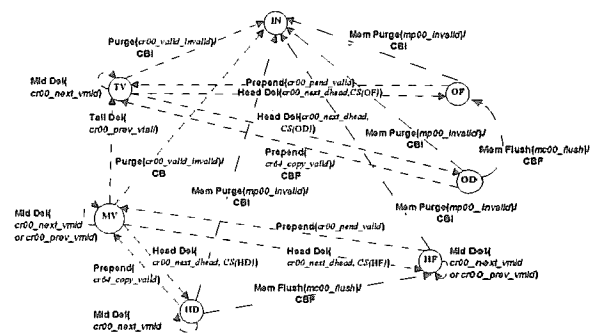 IN
Purge(cr00_valid_invalid)/
CBI
Mem Purge(mp00_invalid)/
CBI
Mid Del(
cr00_next_vmid)
TV
Prepend(cr00_pend_valid)
Head Del(cr00_next_dhead,CS(OF))
OF
Tail Del(
cr00_prev_vtail)
Head Del(cr00_next_dhead,
CS(OD))
Mem Purge(mp00_invalid)/
CBI
Mem Flush(mc00_flush)/
CBF
Purge(cr00_valid_invalid)/
CB
Prepend(
cr64_copy_valid)/
CBF
OD
Mem Purge(mp00_invalid)/
CBI
Mem Purge(mp00_invalid)/
CBI
Mid Del(
cr00_next_vmid
or cr00_prev_vmid)
MV
Prepend(cr00_pend_valid)
Head Del(
cr00_next_dhead, CS(HD))
Head Del(
cr00_next_dhead, CS(HF))
HF
Mid Del(
cr00_next_vmid
or cr00_prev_vmid)
Prepend(
cr64_copy_valid)
Mem Flush(mc00_flush)/
CBF
HD
Mid Del(
cr00_next_vmid